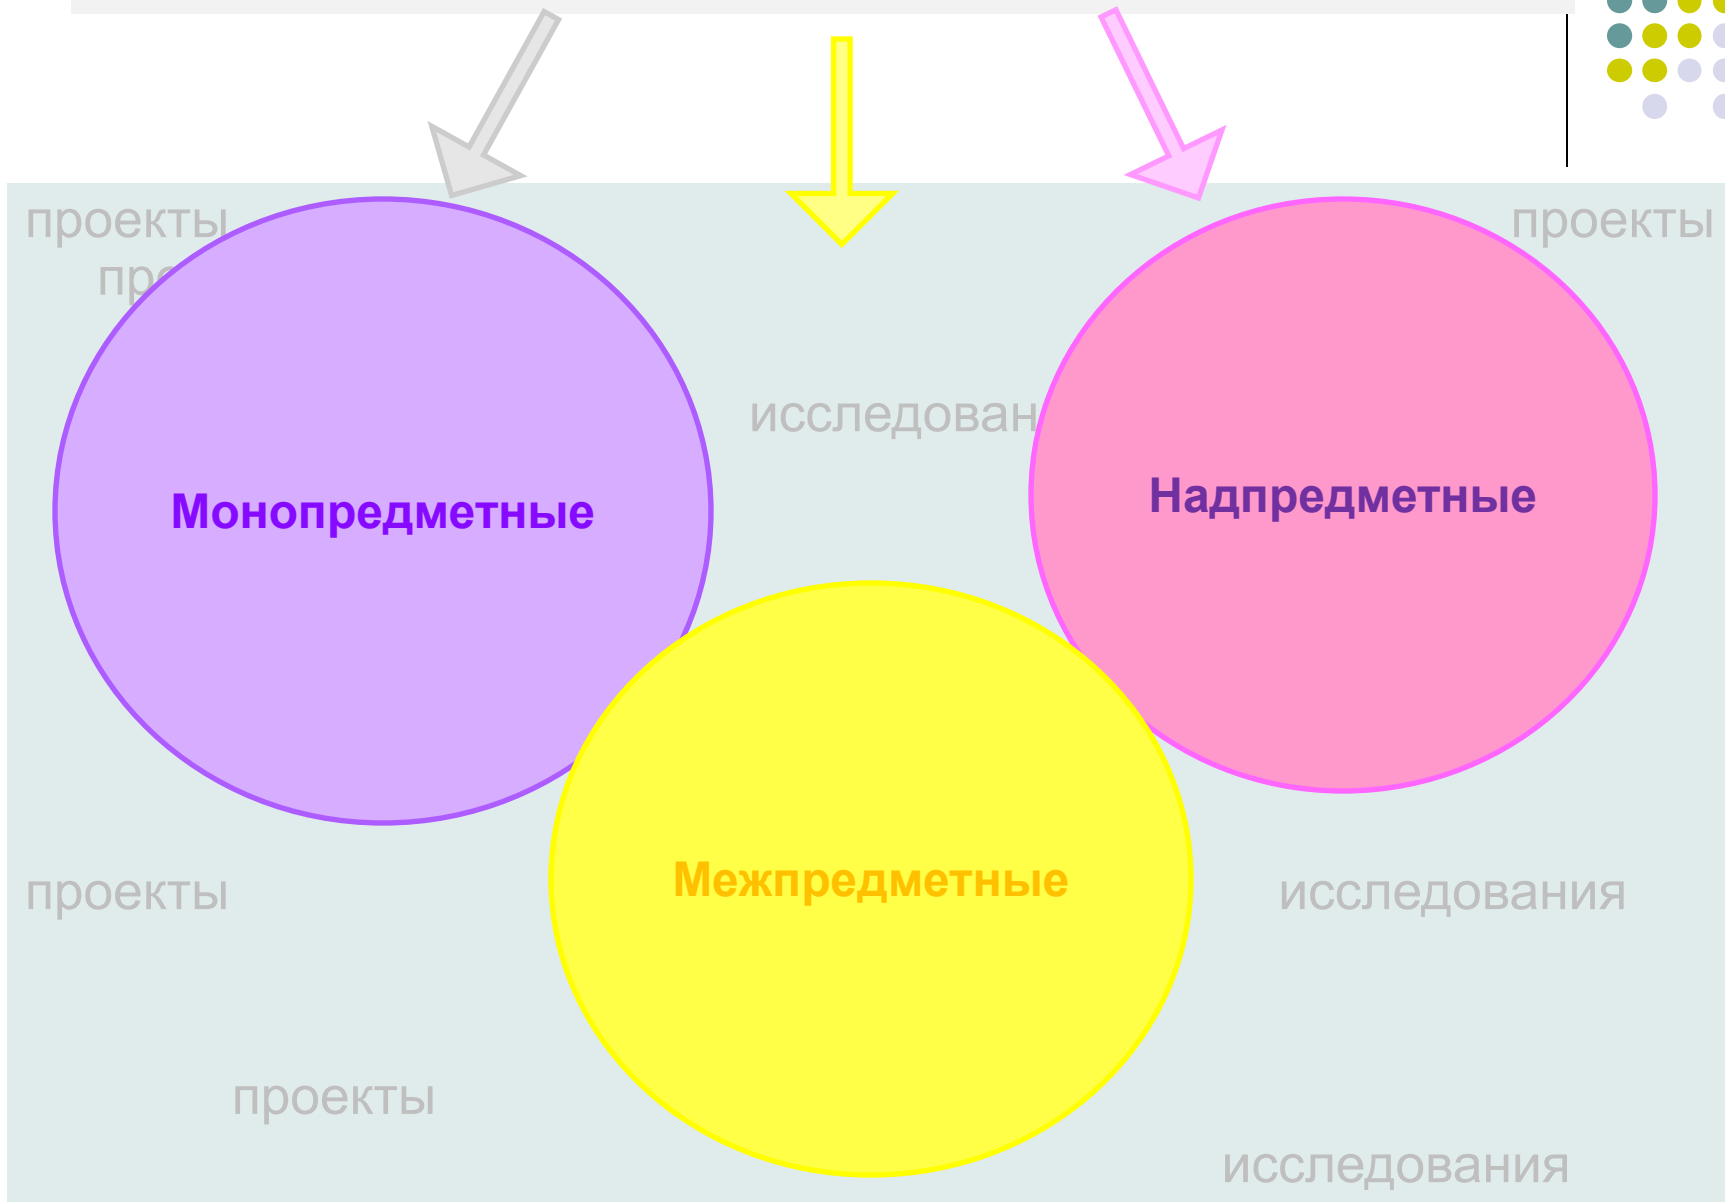 проекты
проекты
исследован
Надпредметные
Монопредметные
Межпредметные
проекты
исследования
проекты
исследования